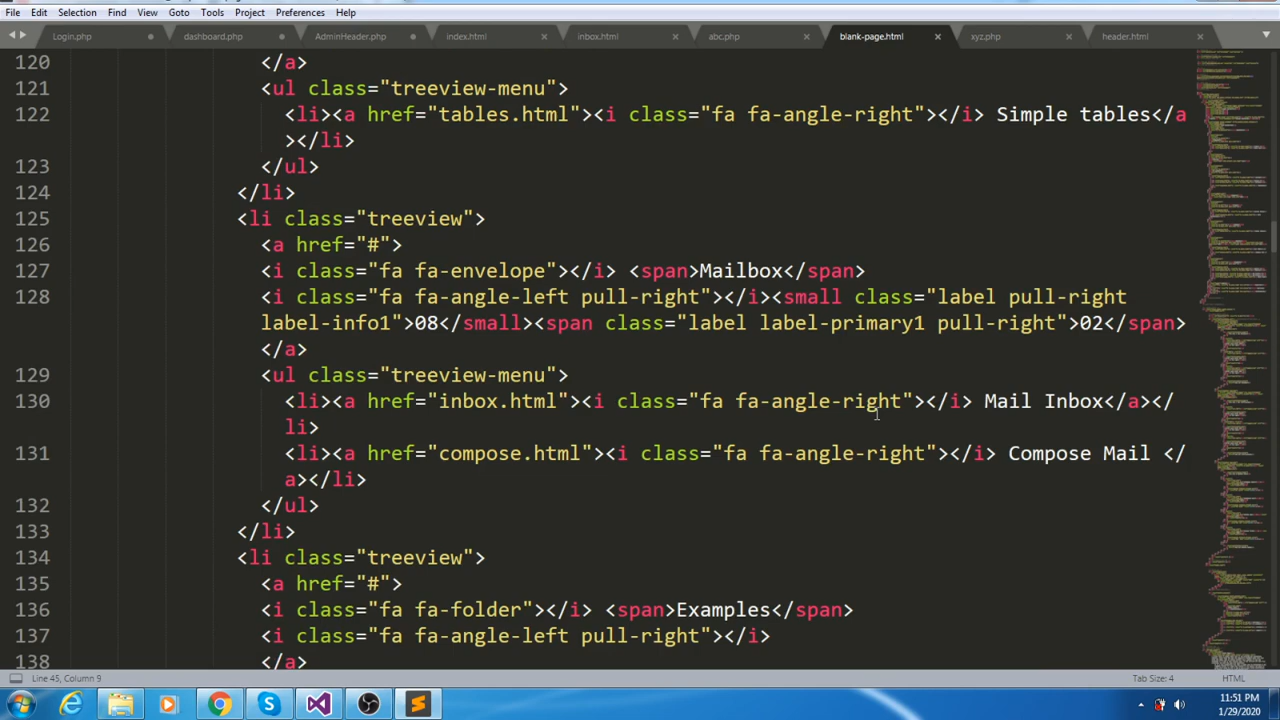 File Edit Selection Find View Goto Tools Project Preferences Help
Login.php dashboard.php AdminHeader.php index.html inbox.html abc.php blank-page.html xyz.php header.html
120 </a>
121 <ul class="treeview-menu">
122 <li><a href="tables.html"><i class="fa fa-angle-right"></i> Simple tables</a
></li>
123 </ul>
124 </li>
125 <li class="treeview">
126 <a href="#">
127 <i class="fa fa-envelope"></i> <span>Mailbox</span>
128 <i class="fa fa-angle-left pull-right"></i><small class="label pull-right
label-info1">08</small><span class="label label-primary1 pull-right">02</span>
</a>
129 <ul class="treeview-menu">
130 <li><a href="inbox.html"><i class="fa fa-angle-right"></i> Mail Inbox</a></
li>
131 <li><a href="compose.html"><i class="fa fa-angle-right"></i> Compose Mail </
a></li>
132 </ul>
133 </li>
134 <li class="treeview">
135 <a href="#">
136 <i class="fa fa-folder"></i> <span>Examples</span>
137 <i class="fa fa-angle-left pull-right"></i>
138 </a>
Line 45, Column 9 Tab Size: 4 HTML
11:51 PM
1/29/2020